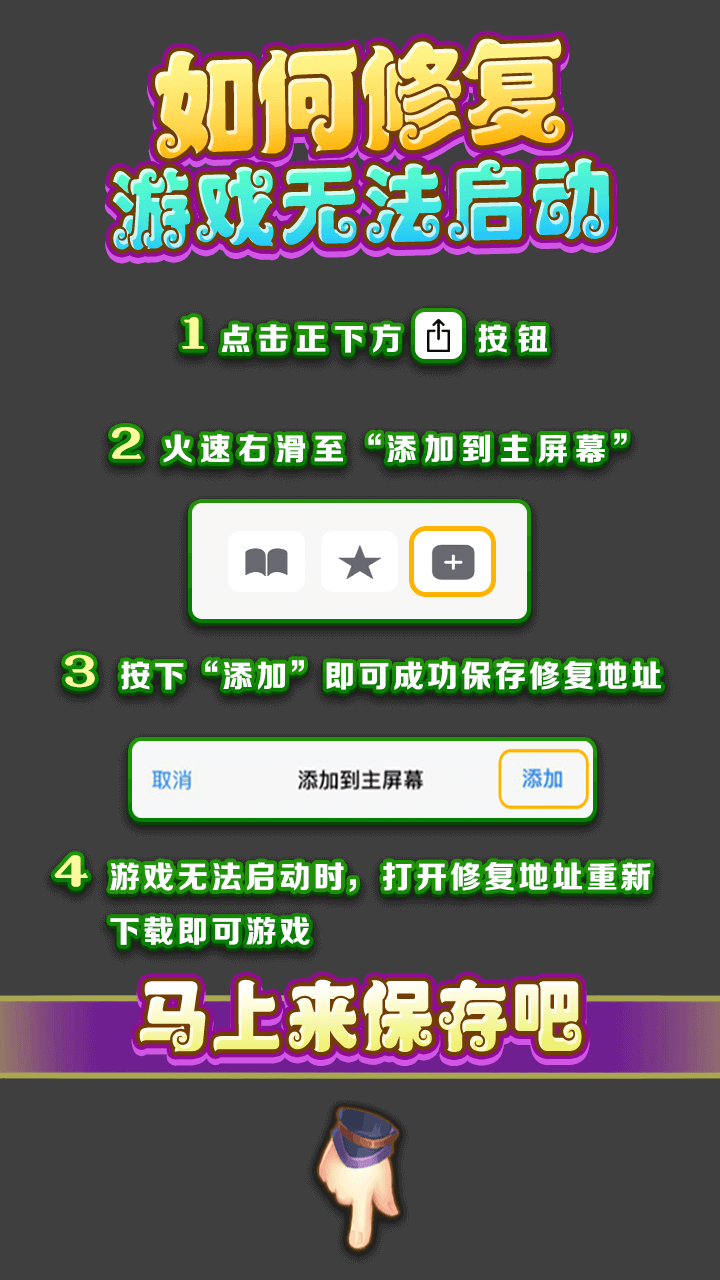 如何修复
游戏无法启动
1 点击正下方 按钮
2 火速右滑至“添加到主屏幕”
3 按下“添加”即可成功保存修复地址
取消 添加到主屏幕 添加
4 游戏无法启动时，打开修复地址重新
下载即可游戏
马上来保存吧